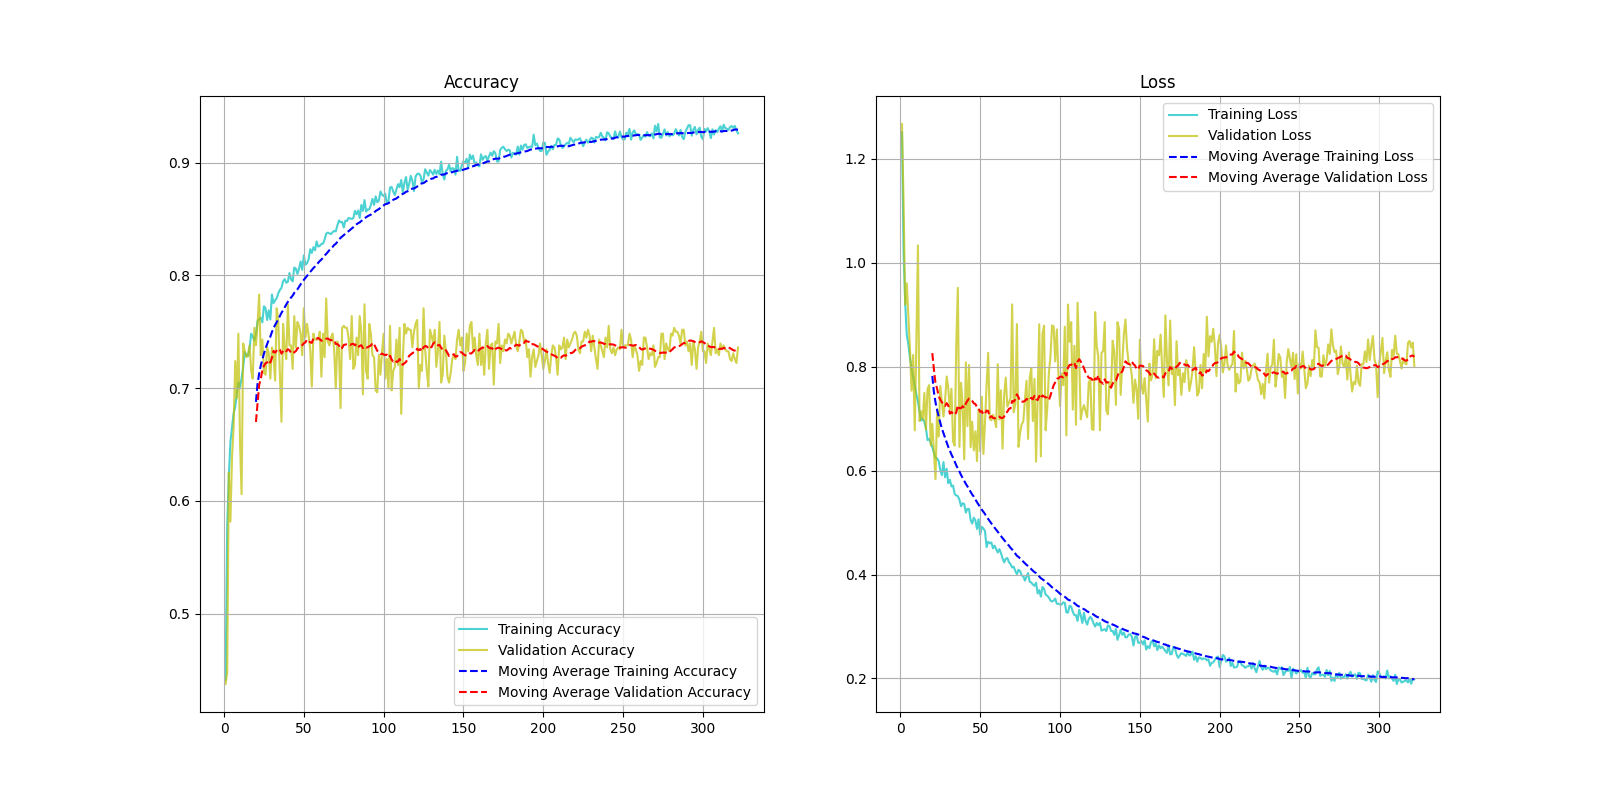 Accuracy
0.9
0.8
0.7
0.6
0.5
Training Accuracy
Validation Accuracy
Moving Average Training Accuracy
Moving Average Validation Accuracy
0 50 100 150 200 250 300
Loss
Training Loss
Validation Loss
Moving Average Training Loss
Moving Average Validation Loss
1.2
1.0
0.8
0.6
0.4
0.2
0 50 100 150 200 250 300